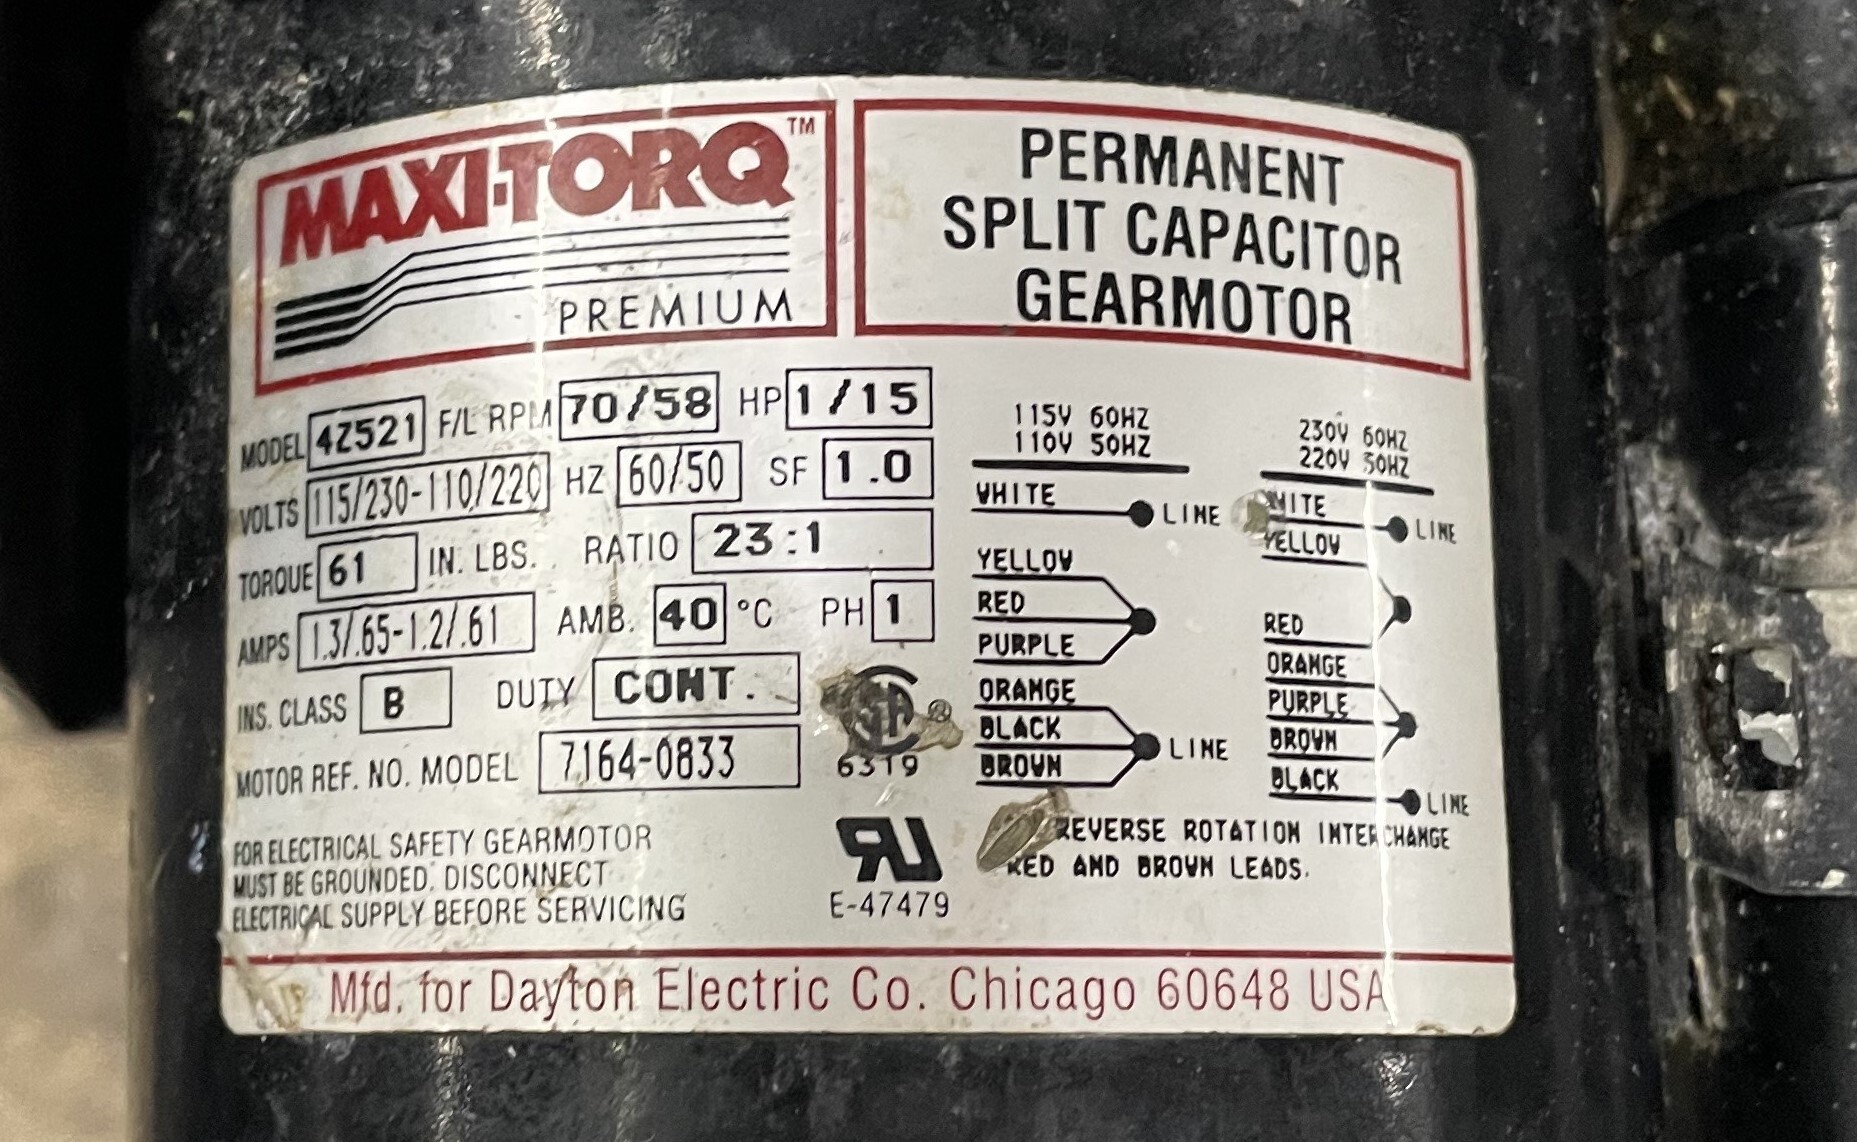 MAXI-TORQ™
PREMIUM
PERMANENT
SPLIT CAPACITOR
GEARMOTOR
MODEL 4Z521 F/L RPM 70/58 HP 1/15
VOLTS 115/230-110/220 HZ 60/50 SF 1.0
TORQUE 61 IN. LBS. RATIO 23:1
AMPS 1.3/.65-1.2/.61 AMB. 40 °C PH 1
INS. CLASS B DUTY CONT.
MOTOR REF. NO. MODEL 7164-0833
SA ®
6319
FOR ELECTRICAL SAFETY GEARMOTOR
MUST BE GROUNDED. DISCONNECT
ELECTRICAL SUPPLY BEFORE SERVICING
RU
E-47479
115V 60HZ
110V 50HZ
WHITE LINE
YELLOW
RED
PURPLE
ORANGE
BLACK LINE
BROWN
230V 60HZ
220V 50HZ
WHITE LINE
YELLOW
RED
ORANGE
PURPLE
BROWN
BLACK LINE
REVERSE ROTATION INTERCHANGE
RED AND BROWN LEADS.
Mfd. for Dayton Electric Co. Chicago 60648 USA